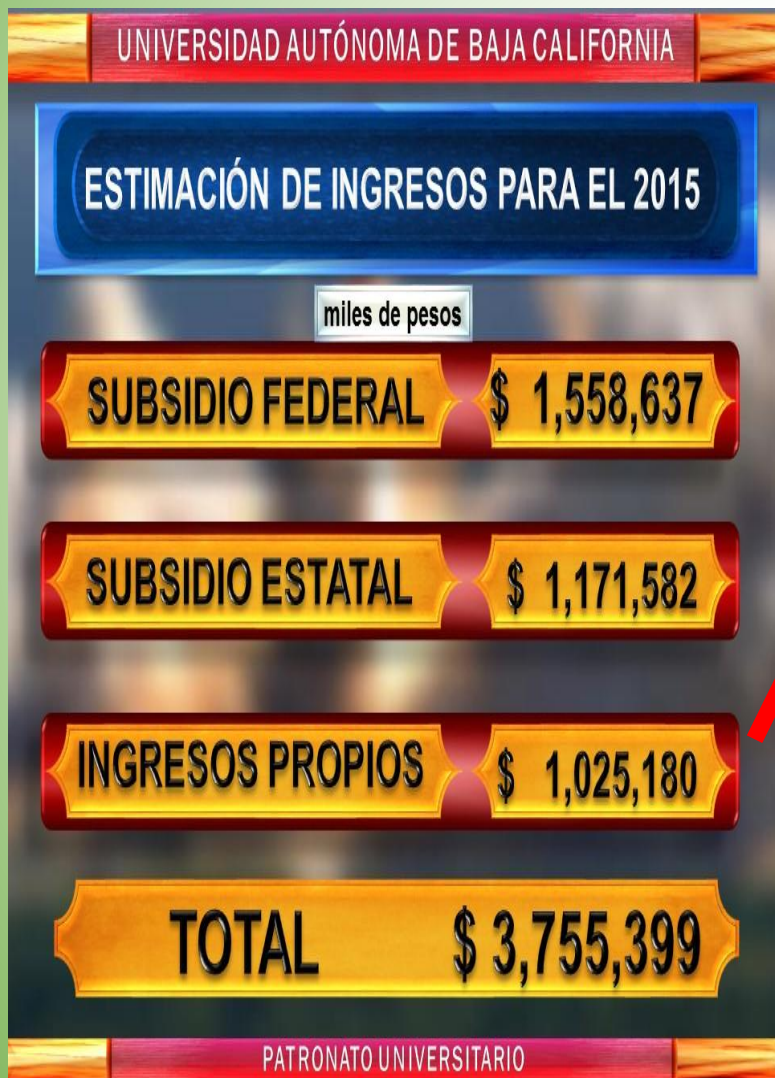 UNIVERSIDAD AUTÓNOMA DE BAJA CALIFORNIA
ESTIMACIÓN DE INGRESOS PARA EL 2015
miles de pesos
SUBSIDIO FEDERAL $ 1,558,637
SUBSIDIO ESTATAL $ 1,171,582
INGRESOS PROPIOS $ 1,025,180
TOTAL $ 3,755,399
PATRONATO UNIVERSITARIO